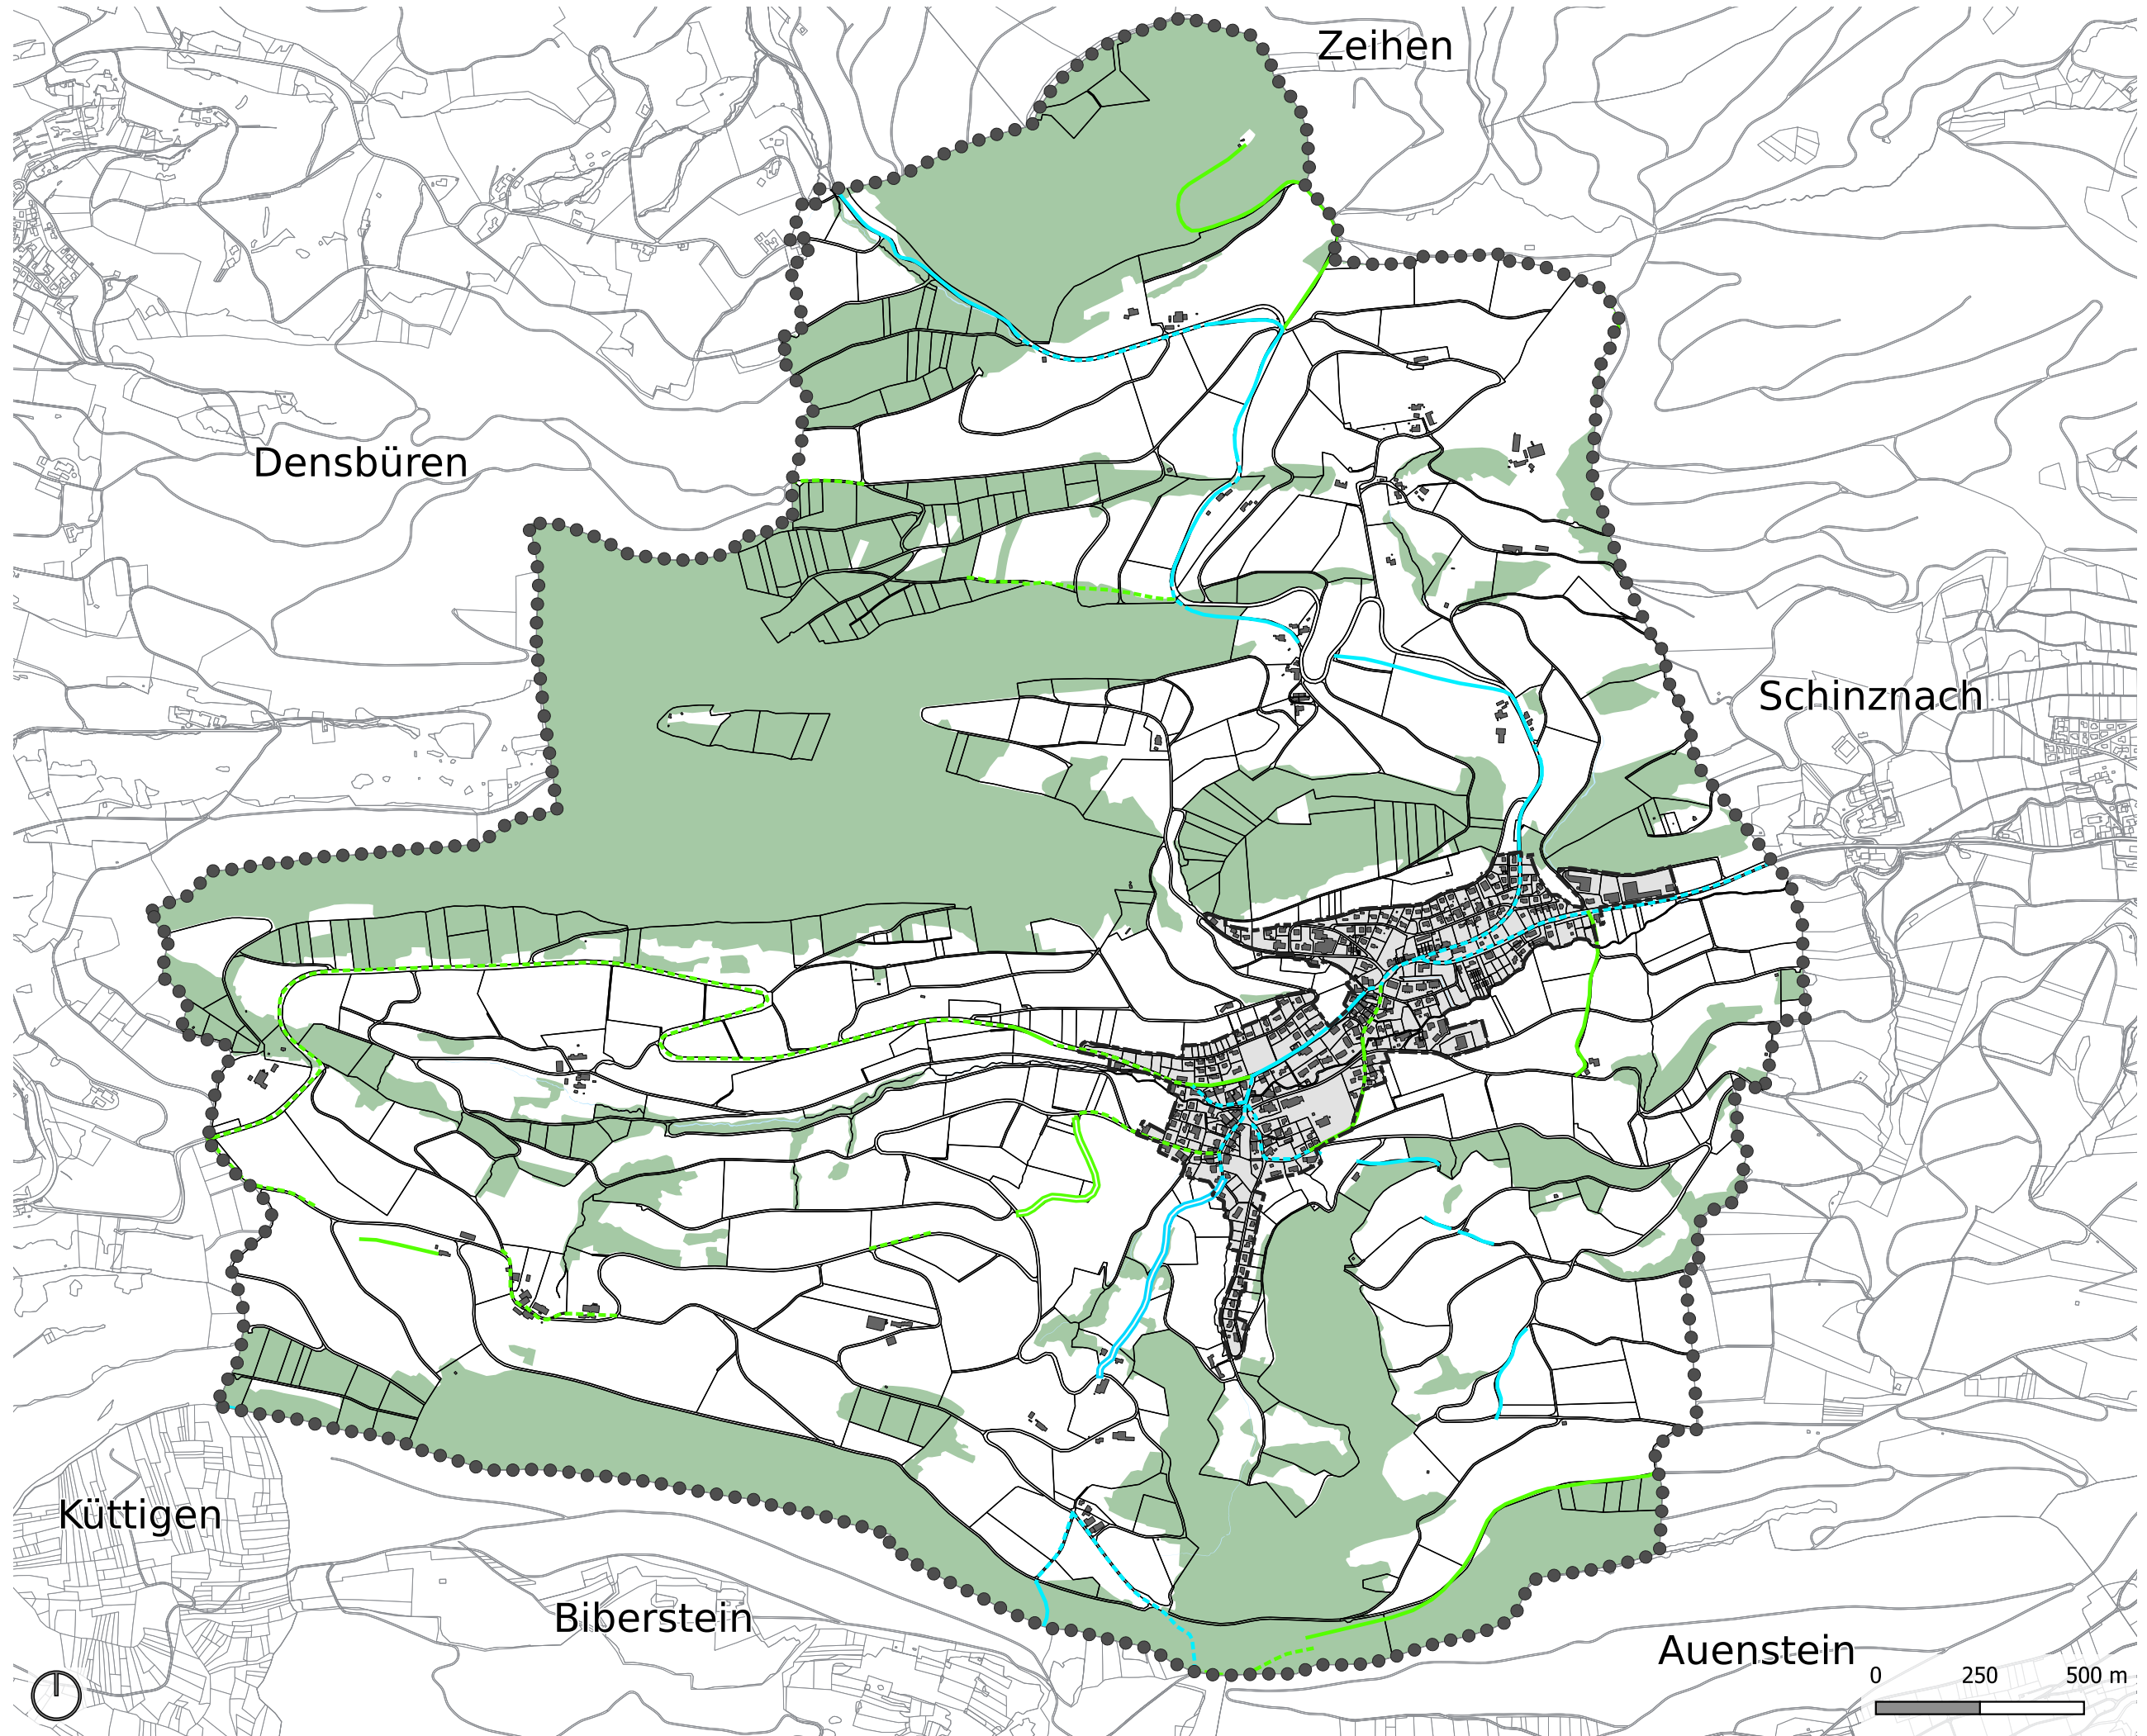 Zeihen
Densbüren
Schinznach
Küttigen
Biberstein
Auenstein
0 250 500 m